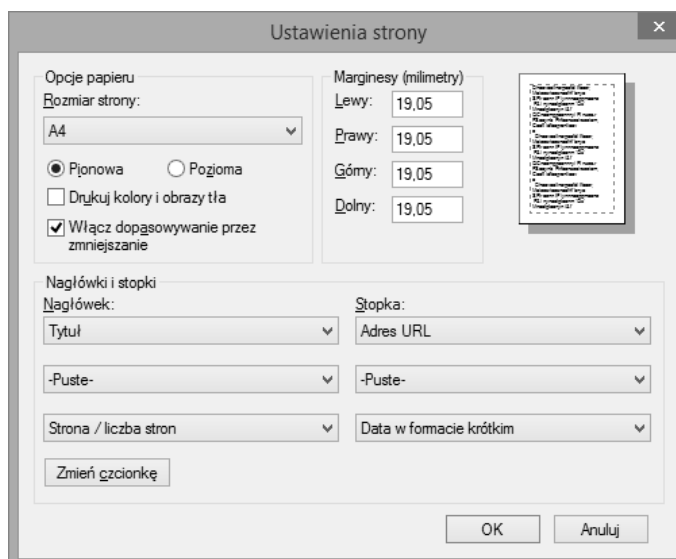 Ustawienia strony
Opcje papieru
Rozmiar strony:
A4
Pionowa
Pozioma
Drukuj kolory i obrazy tła
Włącz dopasowywanie przez
zmniejszanie
Marginesy (milimetry)
Lewy:
19,05
Prawy:
19,05
Górny:
19,05
Dolny:
19,05
Nagłówki i stopki
Nagłówek:
Stopka:
Tytuł
Adres URL
-Puste-
-Puste-
Strona / liczba stron
Data w formacie krótkim
Zmień czcionkę
OK
Anuluj